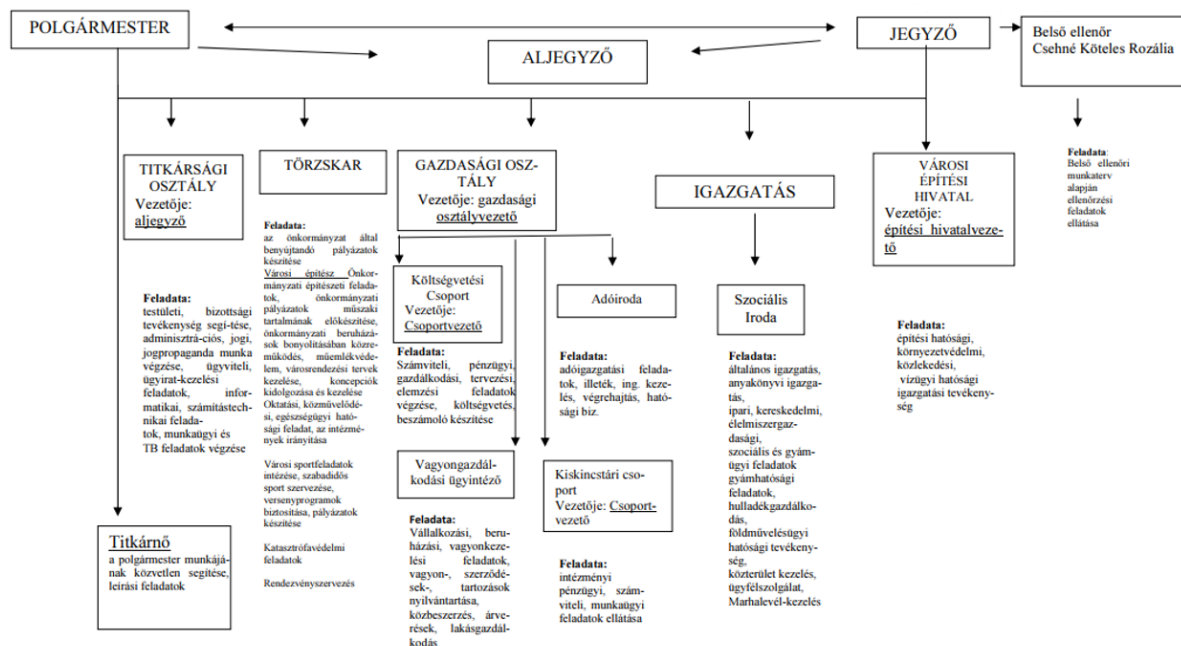 POLGÁRMESTER
ALJEGYZŐ
JEGYZŐ
Belső ellenőr
Csehné Köteles Rozália
TITKÁRSÁGI
OSZTÁLY
Vezetője:
aljegyző
TÖRZSKAR
GAZDASÁGI OSZ-
TÁLY
Vezetője: gazdasági
osztályvezető
IGAZGATÁS
VÁROSI
ÉPÍTÉSI
HIVATAL
Vezetője:
építési hivatalveze-
tő
Feladata:
Belső ellenőri
munkaterv
alapján
ellenőrzési
feladatok
ellátása
Feladata:
testületi, bizottsági
tevékenység segí-tése,
adminisztrá-ciós, jogi,
jogpropaganda munka
végzése, ügyviteli,
ügyirat-kezelési
feladatok, infor-
matikai, számítástech-
nikai felada-
tok, munkaügyi és
TB feladatok végzése
Feladata:
az önkormányzat által
benyújtandó pályázatok
készítése
Városi építész Önkor-
mányzati építészeti felada-
tok, önkormányzati
pályázatok műszaki
tartalmának előkészítése,
önkormányzati beruházá-
sok bonyolításában közre-
működés, műemlékvéde-
lem, városrendezési tervek
kezelése, koncepciók
kidolgozása és kezelése
Oktatási, közművelődé-
si, egészségügyi ható-
sági feladat, az intézmé-
nyek irányítása
Városi sportfeladatok
intézése, szabadidős
sport szervezése,
versenyprogramok
biztosítása, pályázatok
készítése
Katasztrófavédelmi
feladatok
Rendezvényszervezés
Költségvetési
Csoport
Vezetője:
Csoportvezető
Feladata:
Számviteli, pénzügyi,
gazdálkodási, tervezési,
elemzési feladatok
végzése, költségvetés,
beszámoló készítése
Adóiroda
Feladata:
adóigazgatási felada-
tok, illeték, ing. keze-
lés, végrehajtás, ható-
sági biz.
Szociális
Iroda
Feladata:
általános igazgatás,
anyakönyvi igazga-
tás,
ipari, kereskedelmi,
élelmiszergaz-
dasági,
szociális és gyám-
ügyi feladatok
gyámhatósági
feladatok,
hulladékgazdálko-
dás,
földművelésügyi
hatósági tevékeny-
ség,
közterület kezelés,
ügyfélszolgálat,
Marhalevél-kezelés
Feladata:
építési hatósági,
környezetvédelmi,
közlekedési,
vízügyi hatósági
igazgatási tevékeny-
ség
Vagyongazdál-
kodási ügyintéző
Feladata:
Vállalkozási, beru-
házási, vagyonkeze-
lési feladatok,
vagyon-, szerződé-
sek-, tartozások
nyilvántartása,
közbeszerzés, árve-
rések, lakásgazdál-
kodás
Kiskincstári cso-
port
Vezetője: Csoport-
vezető
Feladata:
intézményi
pénzügyi, szám-
viteli, munkaügyi
feladatok ellátása
Titkárnő
a polgármester munkájá-
nak közvetlen segítése,
leírási feladatok